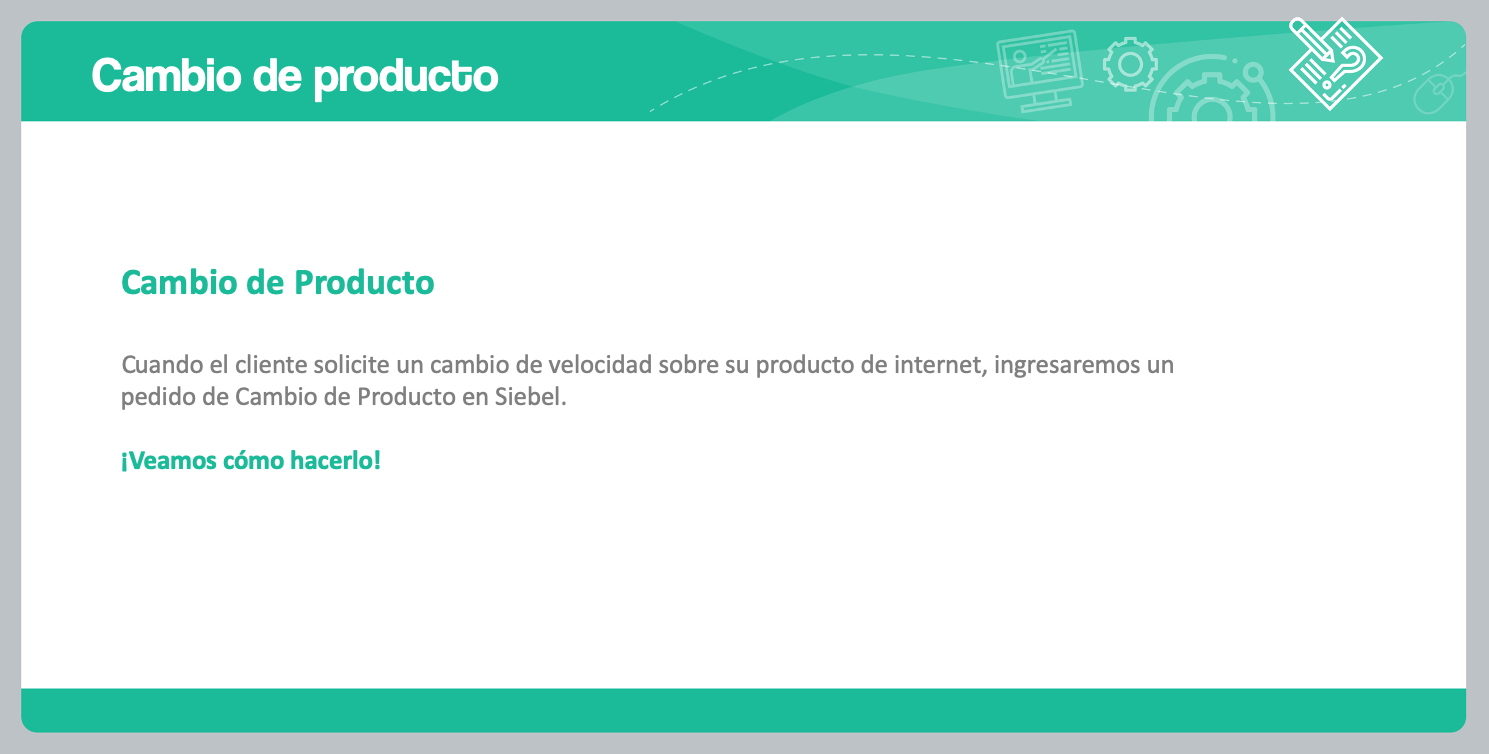 Cambio de producto
Cambio de Producto
Cuando el cliente solicite un cambio de velocidad sobre su producto de internet, ingresaremos un
pedido de Cambio de Producto en Siebel.
¡Veamos cómo hacerlo!